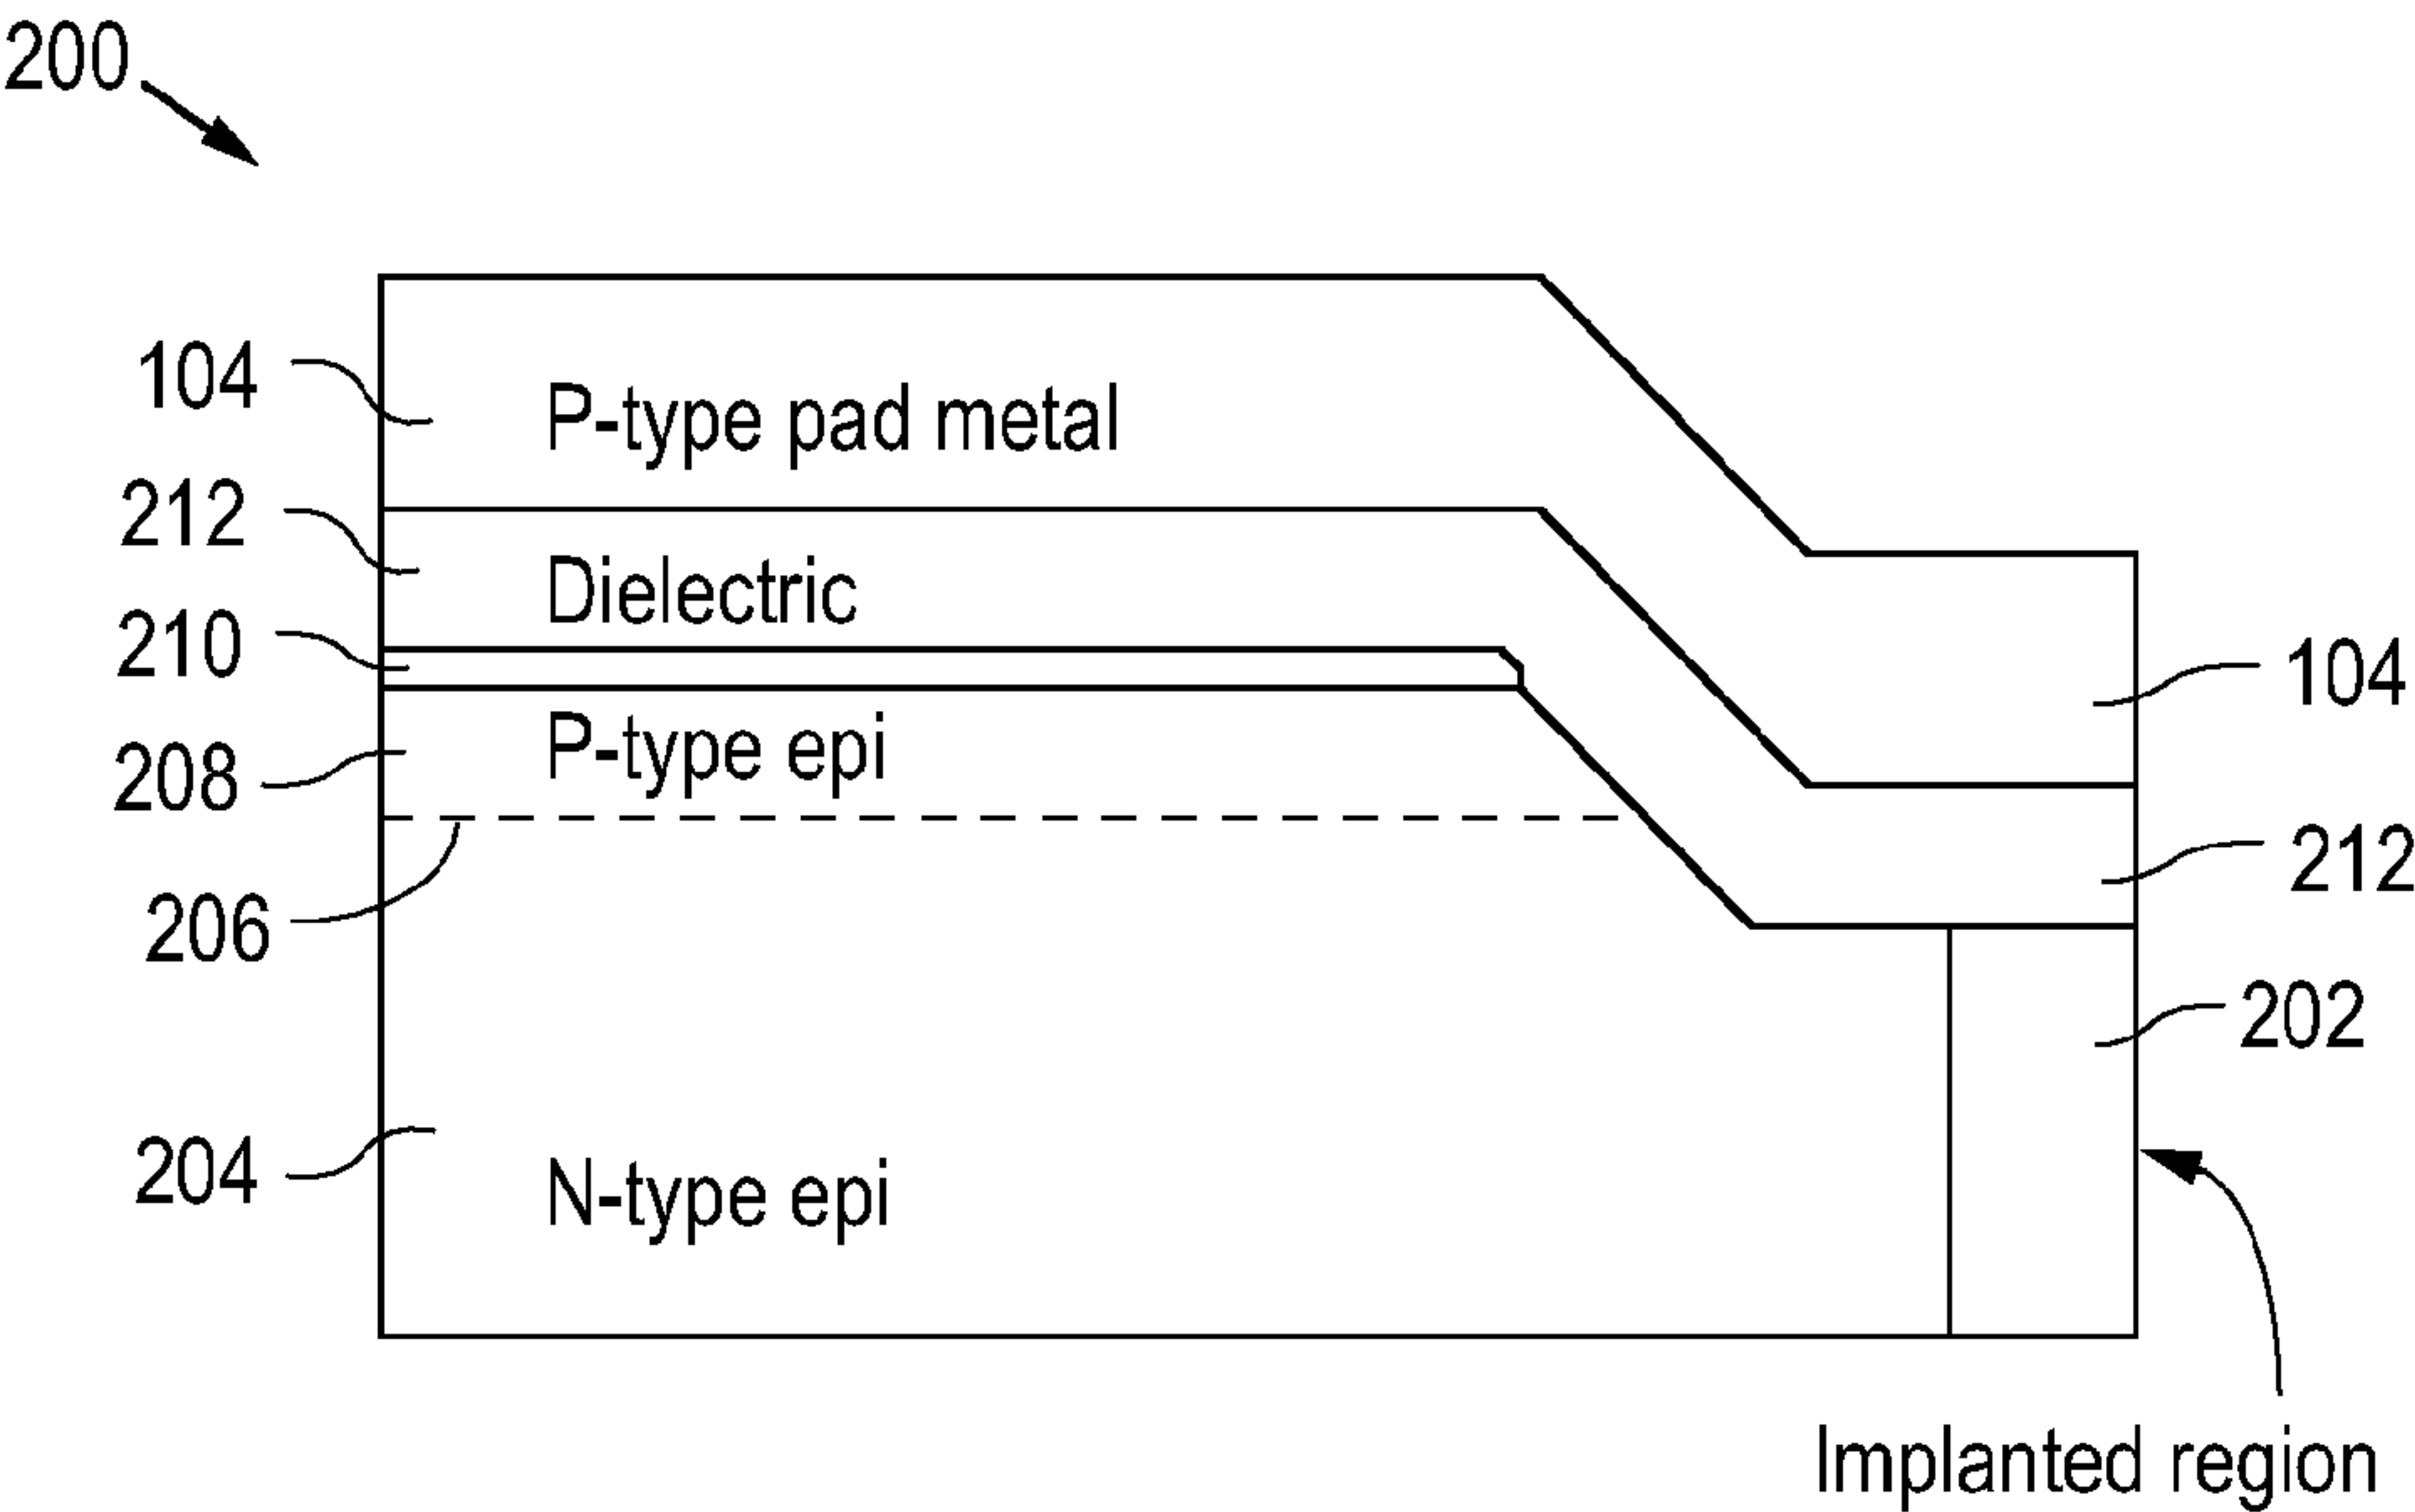 200
104
P-type pad metal
212
Dielectric
210
104
P-type epi
208
212
206
202
204
N-type epi
Implanted region